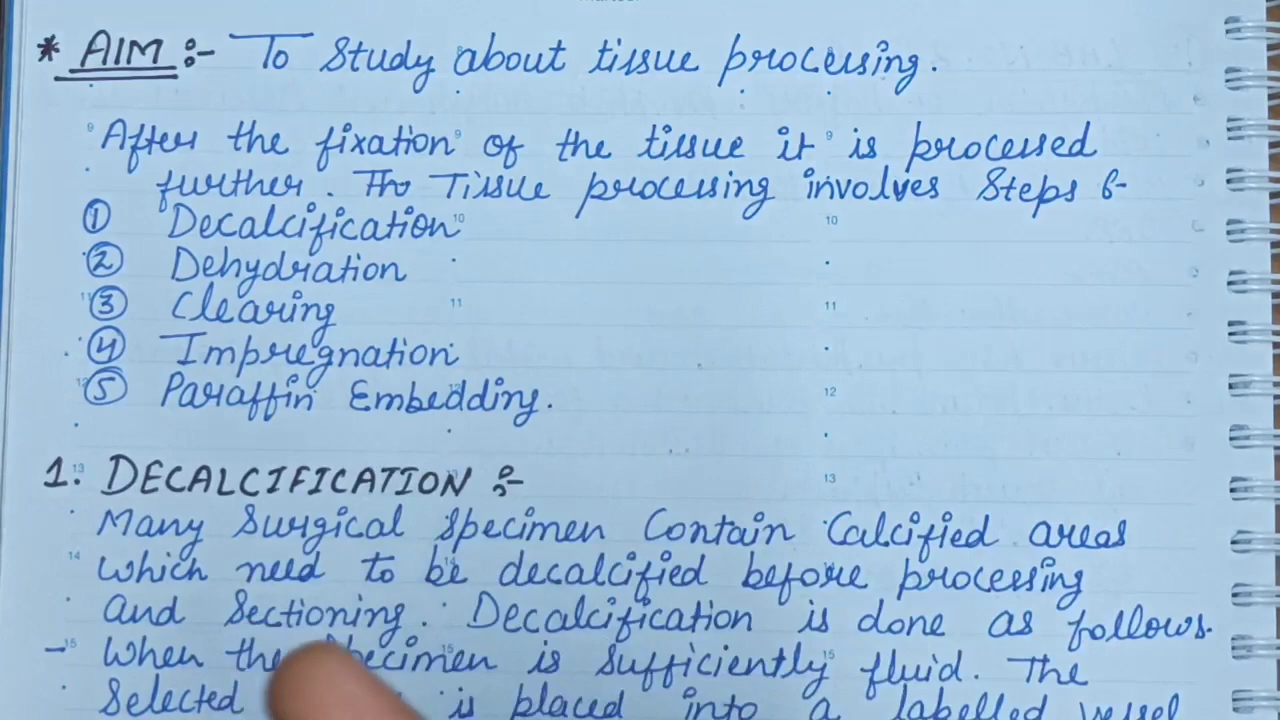 * AIM :- To Study about tissue processing.
After the fixation of the tissue it is processed
further. The Tissue processing involves Steps :-
① Decalcification
② Dehydration
③ Clearing
④ Impregnation
⑤ Paraffin Embedding.
1. DECALCIFICATION :-
Many Surgical Specimen Contain Calcified areas
which need to be decalcified before processing
and Sectioning. Decalcification is done as follows.
→ When the Specimen is sufficiently fluid. The
Selected is placed into a labelled vessel